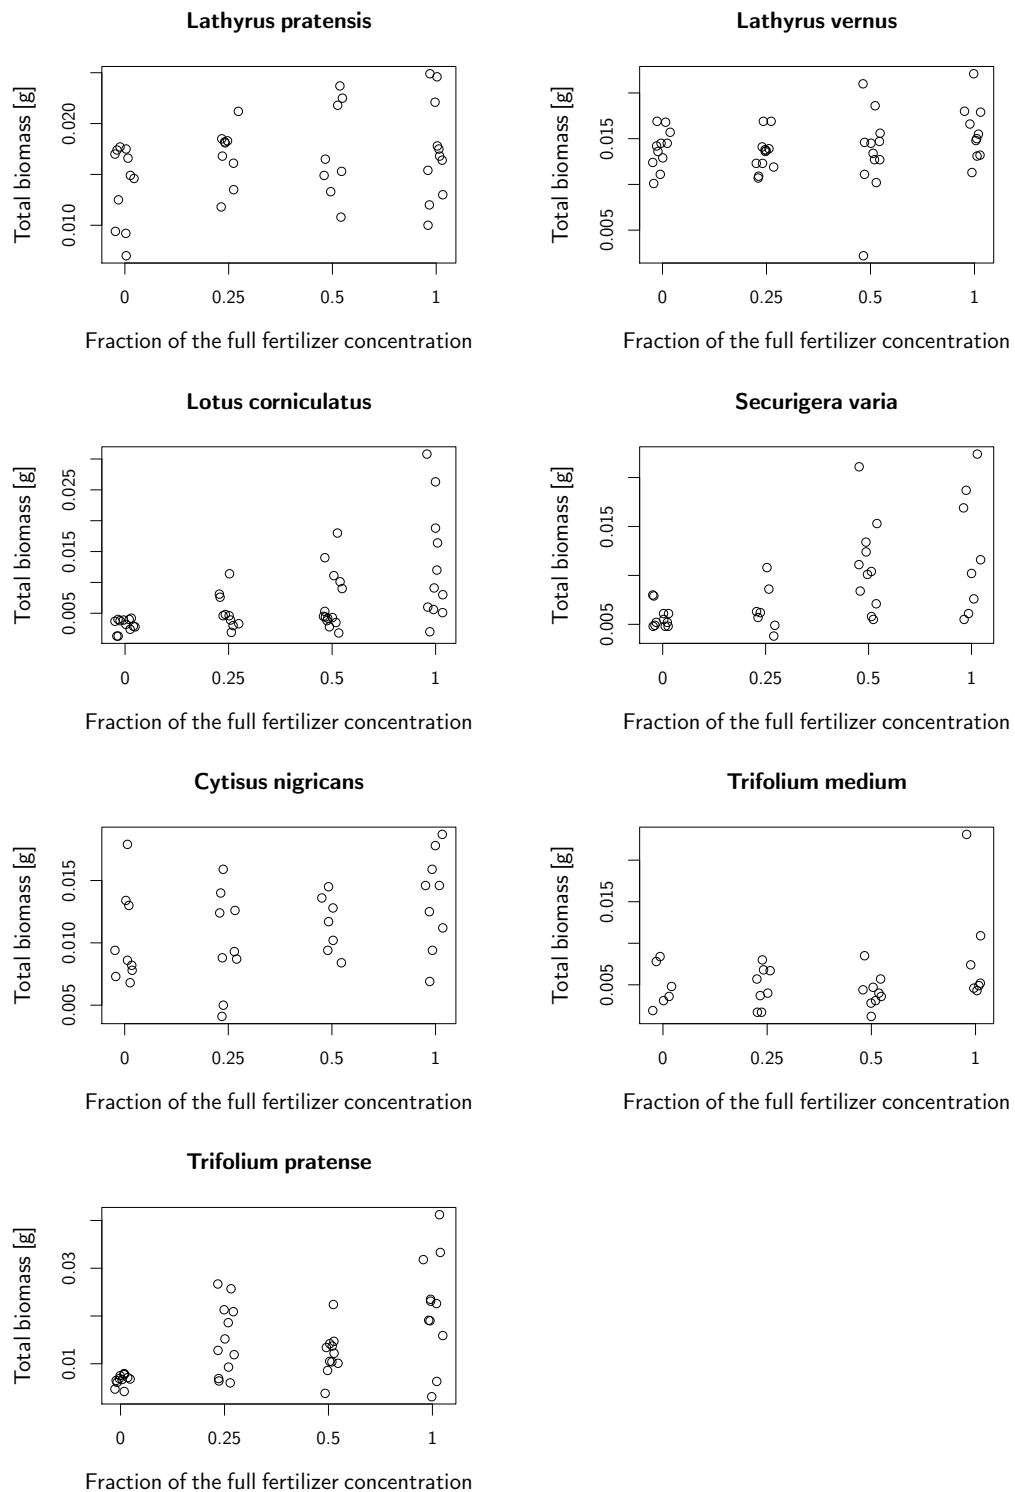 Lathyrus pratensis
Total biomass [g]
0.020
0.010
0 0.25 0.5 1
Fraction of the full fertilizer concentration
Lathyrus vernus
Total biomass [g]
0.015
0.005
0 0.25 0.5 1
Fraction of the full fertilizer concentration
Lotus corniculatus
Total biomass [g]
0.025
0.015
0.005
0 0.25 0.5 1
Fraction of the full fertilizer concentration
Securigera varia
Total biomass [g]
0.015
0.005
0 0.25 0.5 1
Fraction of the full fertilizer concentration
Cytisus nigricans
Total biomass [g]
0.015
0.010
0.005
0 0.25 0.5 1
Fraction of the full fertilizer concentration
Trifolium medium
Total biomass [g]
0.015
0.005
0 0.25 0.5 1
Fraction of the full fertilizer concentration
Trifolium pratense
Total biomass [g]
0.03
0.01
0 0.25 0.5 1
Fraction of the full fertilizer concentration